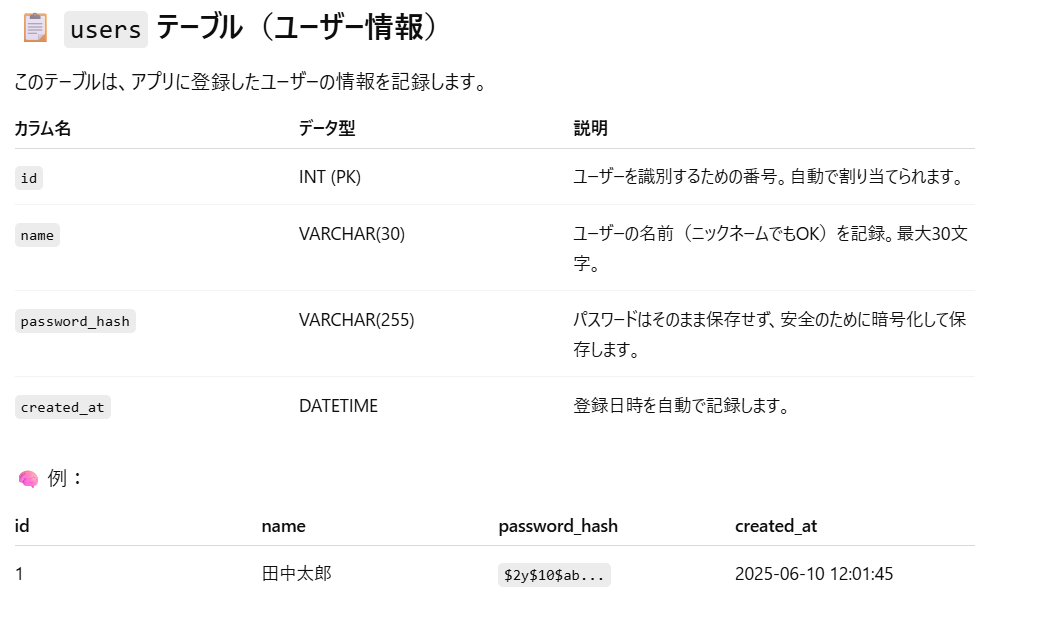 📋 users テーブル（ユーザー情報）
このテーブルは、アプリに登録したユーザーの情報を記録します。
カラム名 データ型 説明
id INT (PK) ユーザーを識別するための番号。自動で割り当てられます。
name VARCHAR(30) ユーザーの名前（ニックネームでもOK）を記録。最大30文
字。
password_hash VARCHAR(255) パスワードはそのまま保存せず、安全のために暗号化して保
存します。
created_at DATETIME 登録日時を自動で記録します。
🧠 例：
id name password_hash created_at
1 田中太郎 $2y$10$ab... 2025-06-10 12:01:45